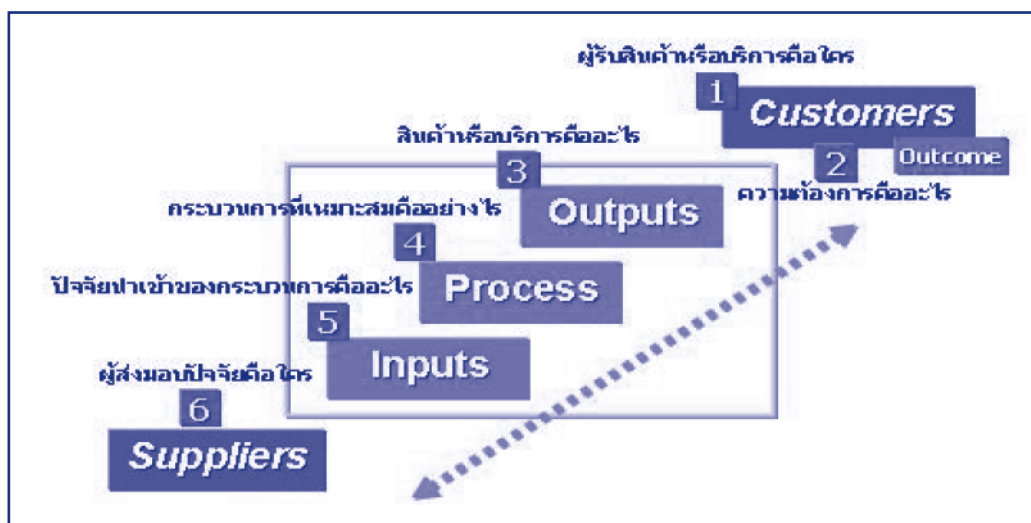 ผู้รับสินค้าหรือบริการคือใคร
1
Customers
Outcome
2
ความต้องการคืออะไร
สินค้าหรือบริการคืออะไร
3
Outputs
กระบวนการที่เหมาะสมคืออย่างไร
4
Process
ปัจจัยนำเข้าของกระบวนการคืออะไร
5
Inputs
ผู้ส่งมอบปัจจัยคือใคร
6
Suppliers